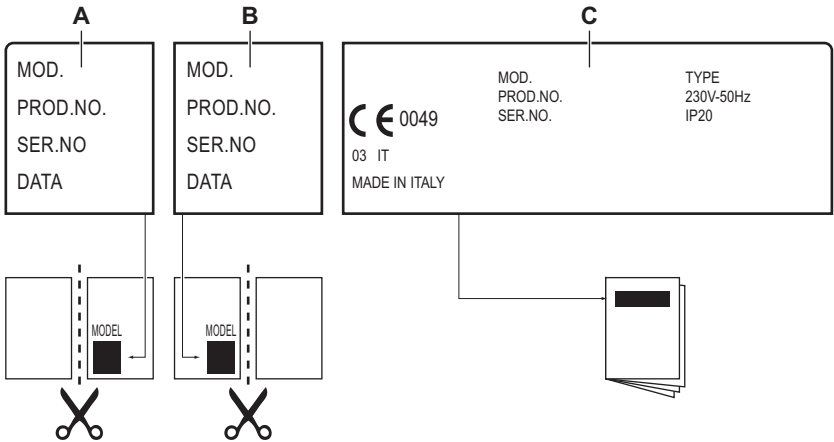 A
B
C
MOD.
PROD.NO.
SER.NO
DATA
MOD.
PROD.NO.
SER.NO
DATA
MOD.
PROD.NO.
SER.NO.
TYPE
230V-50Hz
IP20
CE 0049
03 IT
MADE IN ITALY
MODEL
MODEL